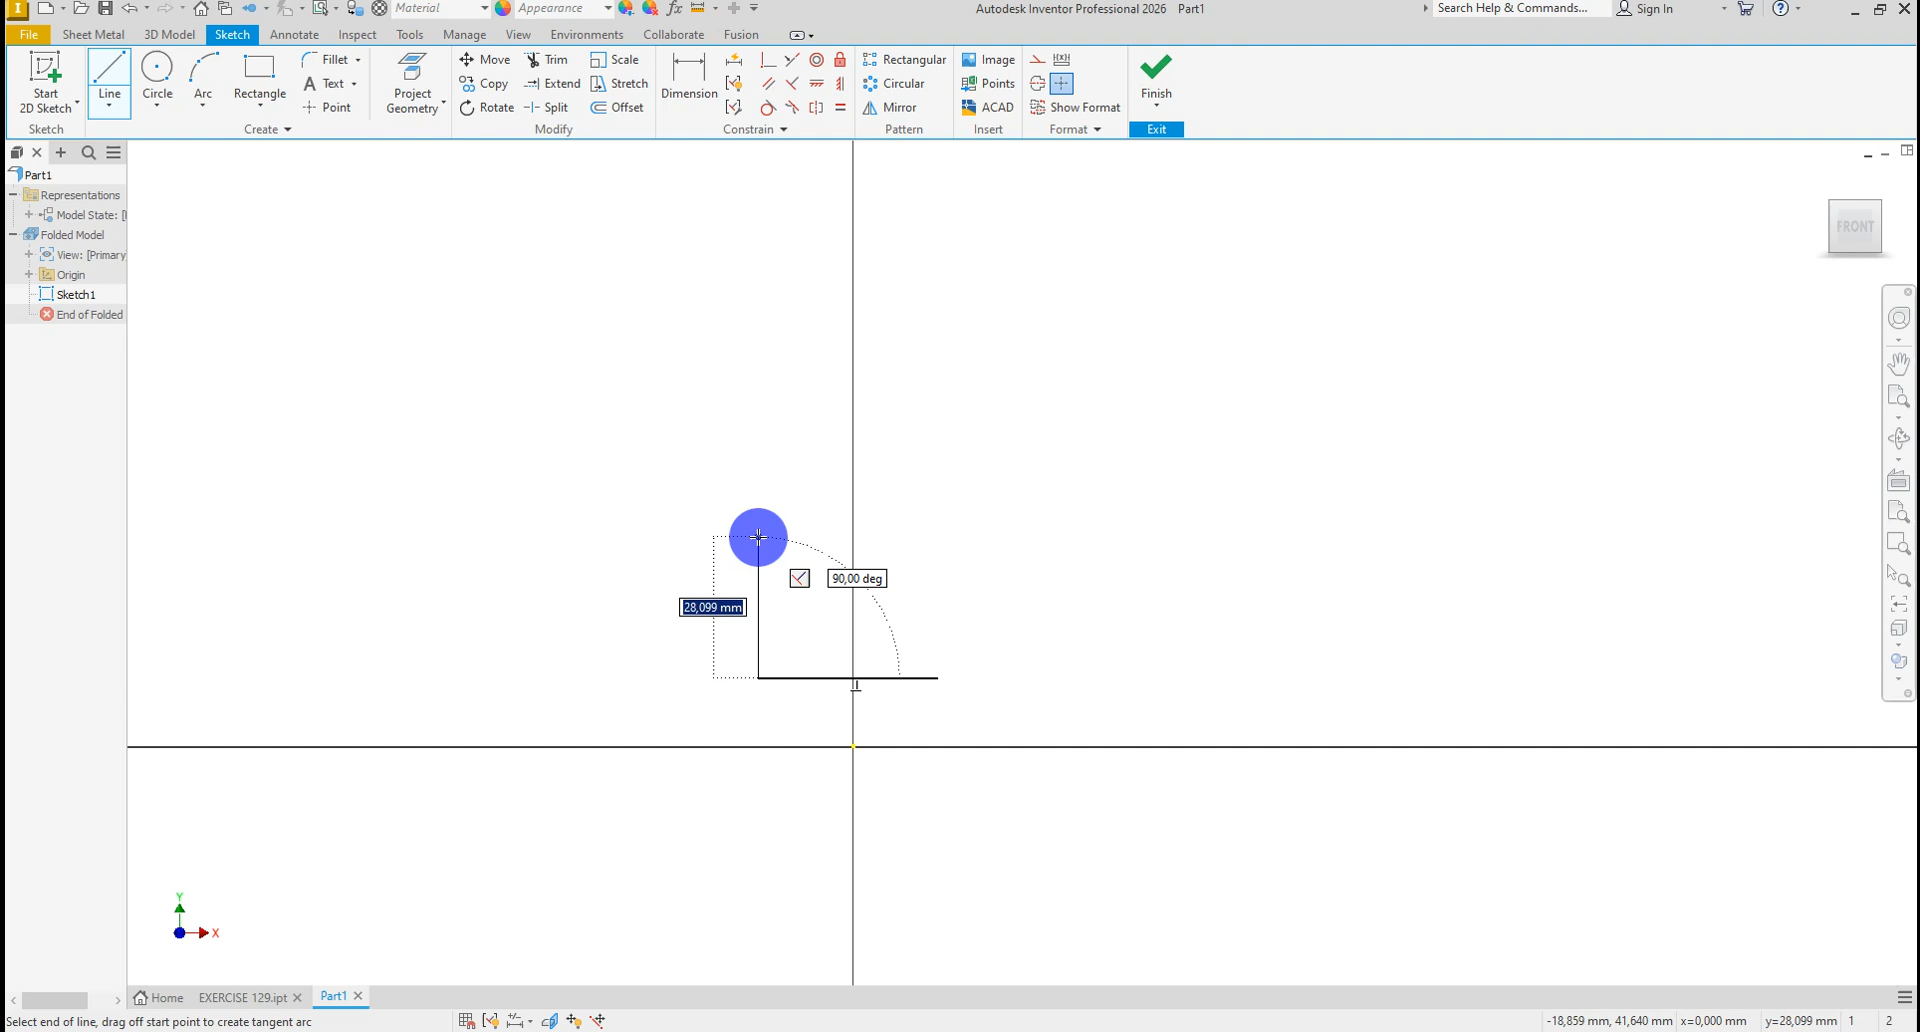 Material
Appearance
Autodesk Inventor Professional 2026 Part1
Search Help & Commands...
Sign In
File Sheet Metal 3D Model Sketch Annotate Inspect Tools Manage View Environments Collaborate Fusion
Start
2D Sketch
Line
Circle
Arc
Rectangle
Fillet
Text
Point
Project
Geometry
Move
Copy
Rotate
Trim
Extend
Split
Scale
Stretch
Offset
Dimension
Rectangular
Circular
Mirror
Image
Points
ACAD
Show Format
Finish
Sketch
Create
Modify
Constrain
Pattern
Insert
Format
Exit
Part1
Representations
Model State: [
Folded Model
View: [Primary
Origin
Sketch1
End of Folded
FRONT
90,00 deg
28,099 mm
Y
X
Home EXERCISE 129.ipt Part1
Select end of line, drag off start point to create tangent arc
-18,859 mm, 41,640 mm x=0,000 mm y=28,099 mm 1 2